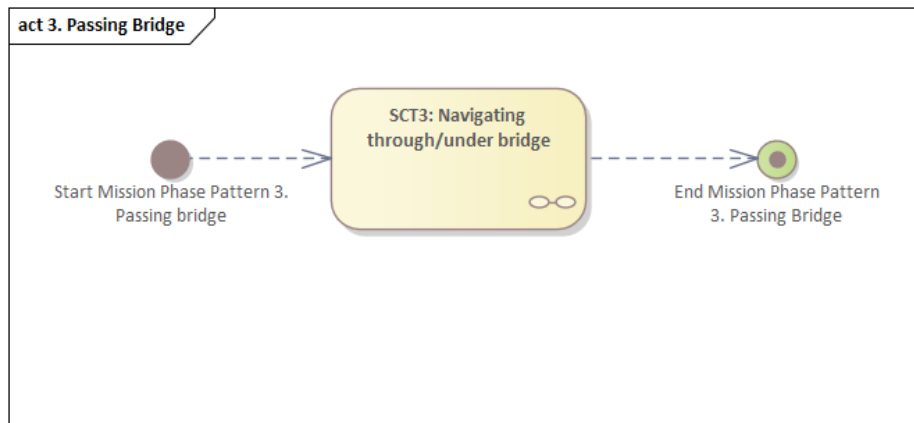 act 3. Passing Bridge
SCT3: Navigating
through/under bridge
Start Mission Phase Pattern 3.
Passing bridge
End Mission Phase Pattern
3. Passing Bridge